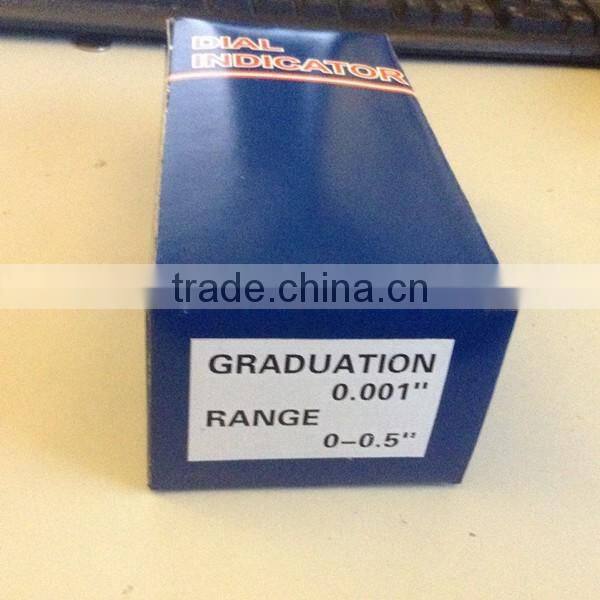 DIAL
INDICATOR
trade.china.cn
GRADUATION
0.001"
RANGE
0-0.5"